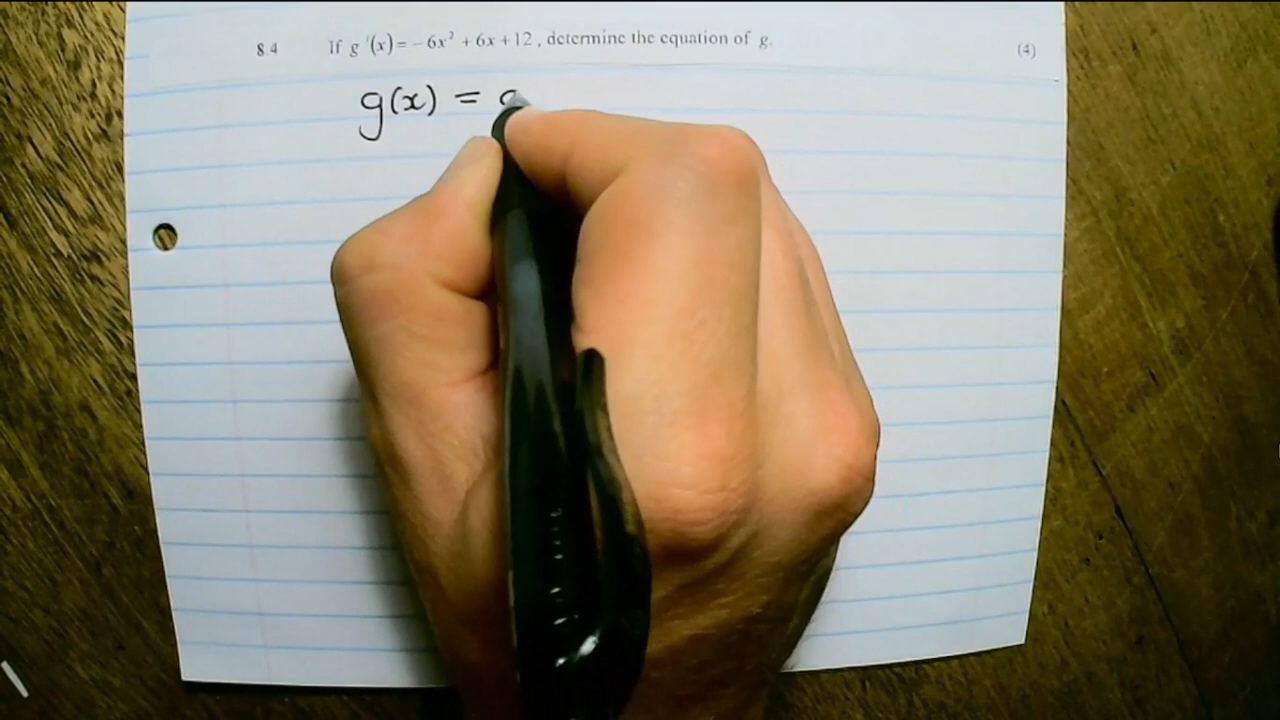 8.4 If g '(x) = −6x² + 6x + 12, determine the equation of g. (4)
g(x) =